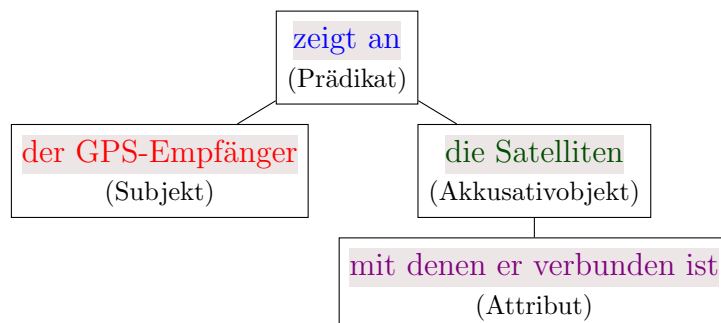 zeigt an
(Prädikat)
der GPS-Empfänger
(Subjekt)
die Satelliten
(Akkusativobjekt)
mit denen er verbunden ist
(Attribut)